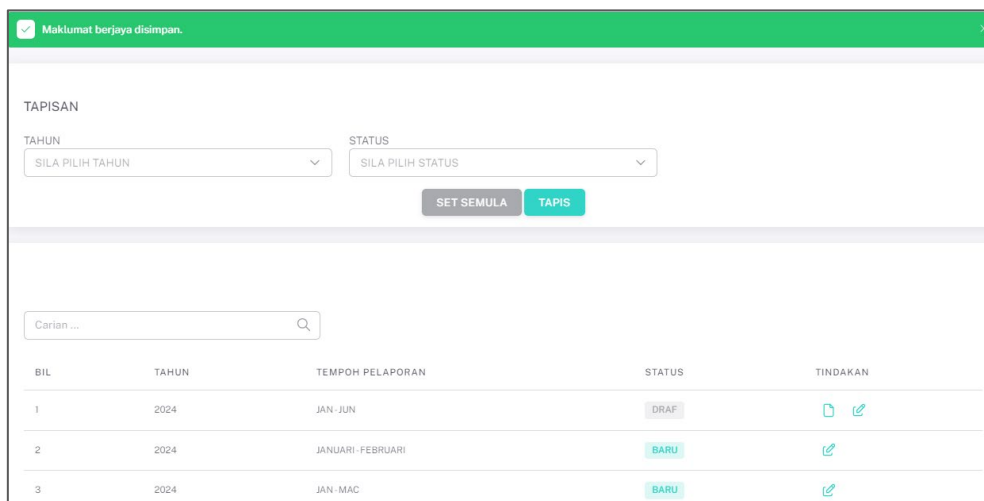 Maklumat berjaya disimpan.
TAPISAN
TAHUN STATUS
SILA PILIH TAHUN SILA PILIH STATUS
SET SEMULA TAPIS
Carian ...
BIL TAHUN TEMPOH PELAPORAN STATUS TINDAKAN
1 2024 JAN-JUN DRAF
2 2024 JANUARI-FEBRUARI BARU
3 2024 JAN-MAC BARU